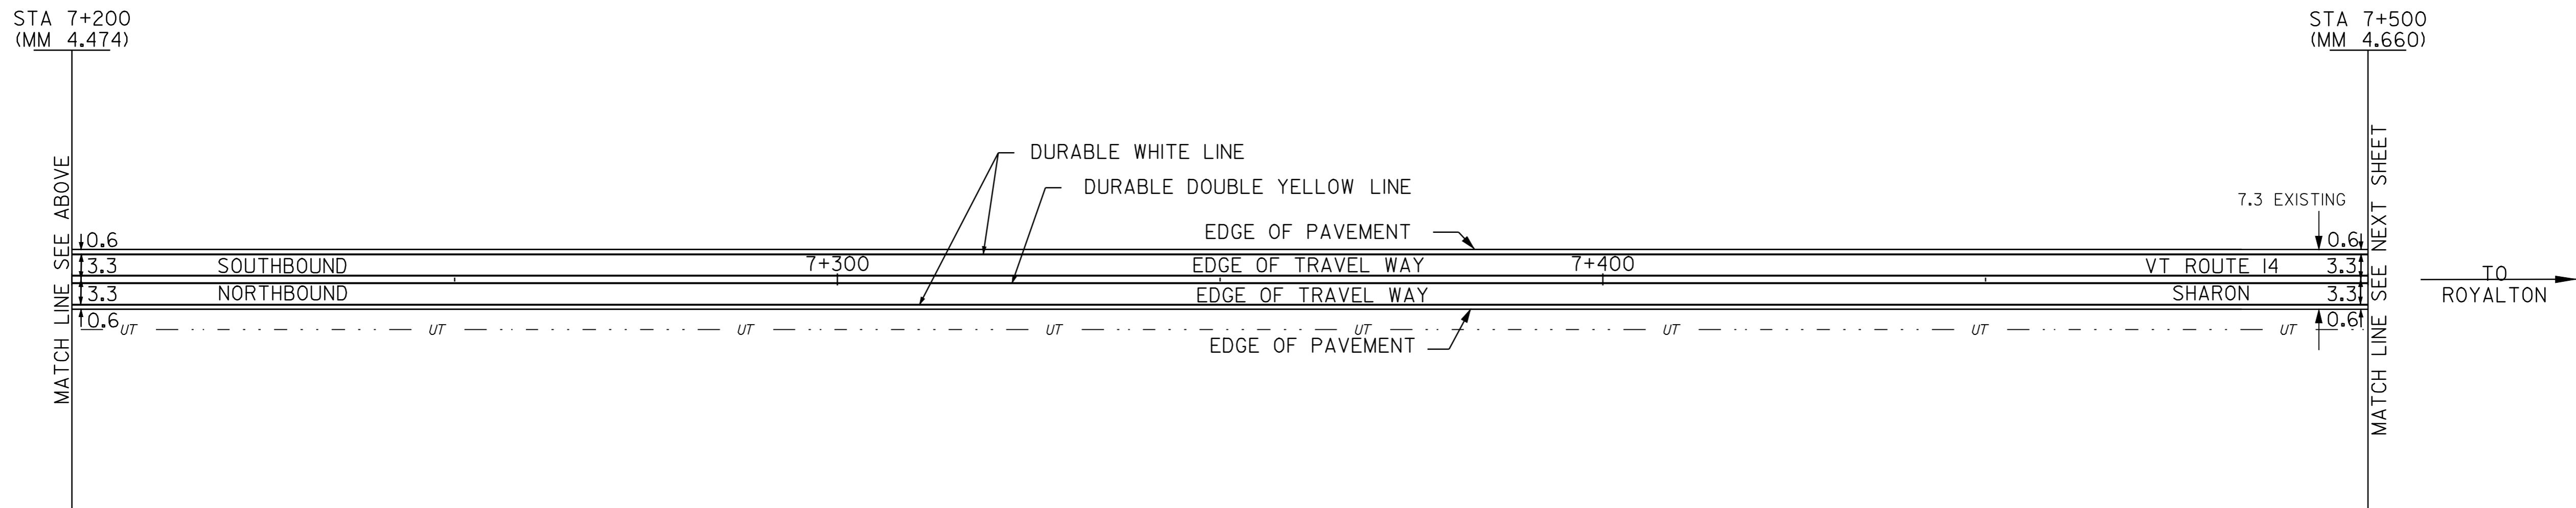 STA 7+200
(MM 4.474)
STA 7+500
(MM 4.660)
MATCH LINE SEE ABOVE
DURABLE WHITE LINE
DURABLE DOUBLE YELLOW LINE
EDGE OF PAVEMENT
7.3 EXISTING
0.6
0.6
3.3
SOUTHBOUND
7+300
EDGE OF TRAVEL WAY
7+400
VT ROUTE 14
3.3
3.3
NORTHBOUND
EDGE OF TRAVEL WAY
SHARON
3.3
0.6
0.6
UT UT UT UT UT UT UT UT
EDGE OF PAVEMENT
MATCH LINE SEE NEXT SHEET
TO
ROYALTON